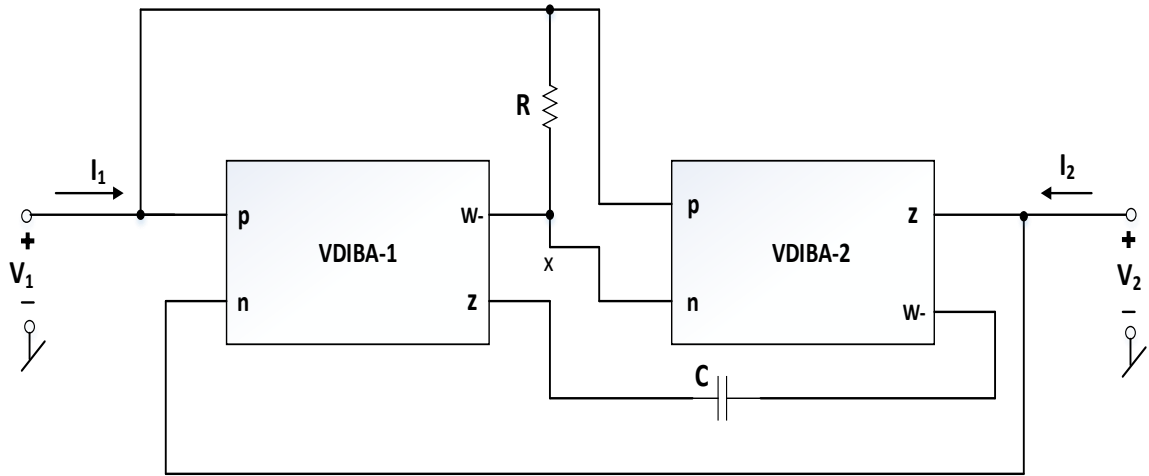 R
I1
I2
p
W-
p
z
+
V1
–
VDIBA-1
x
VDIBA-2
+
V2
–
n
z
n
W-
C